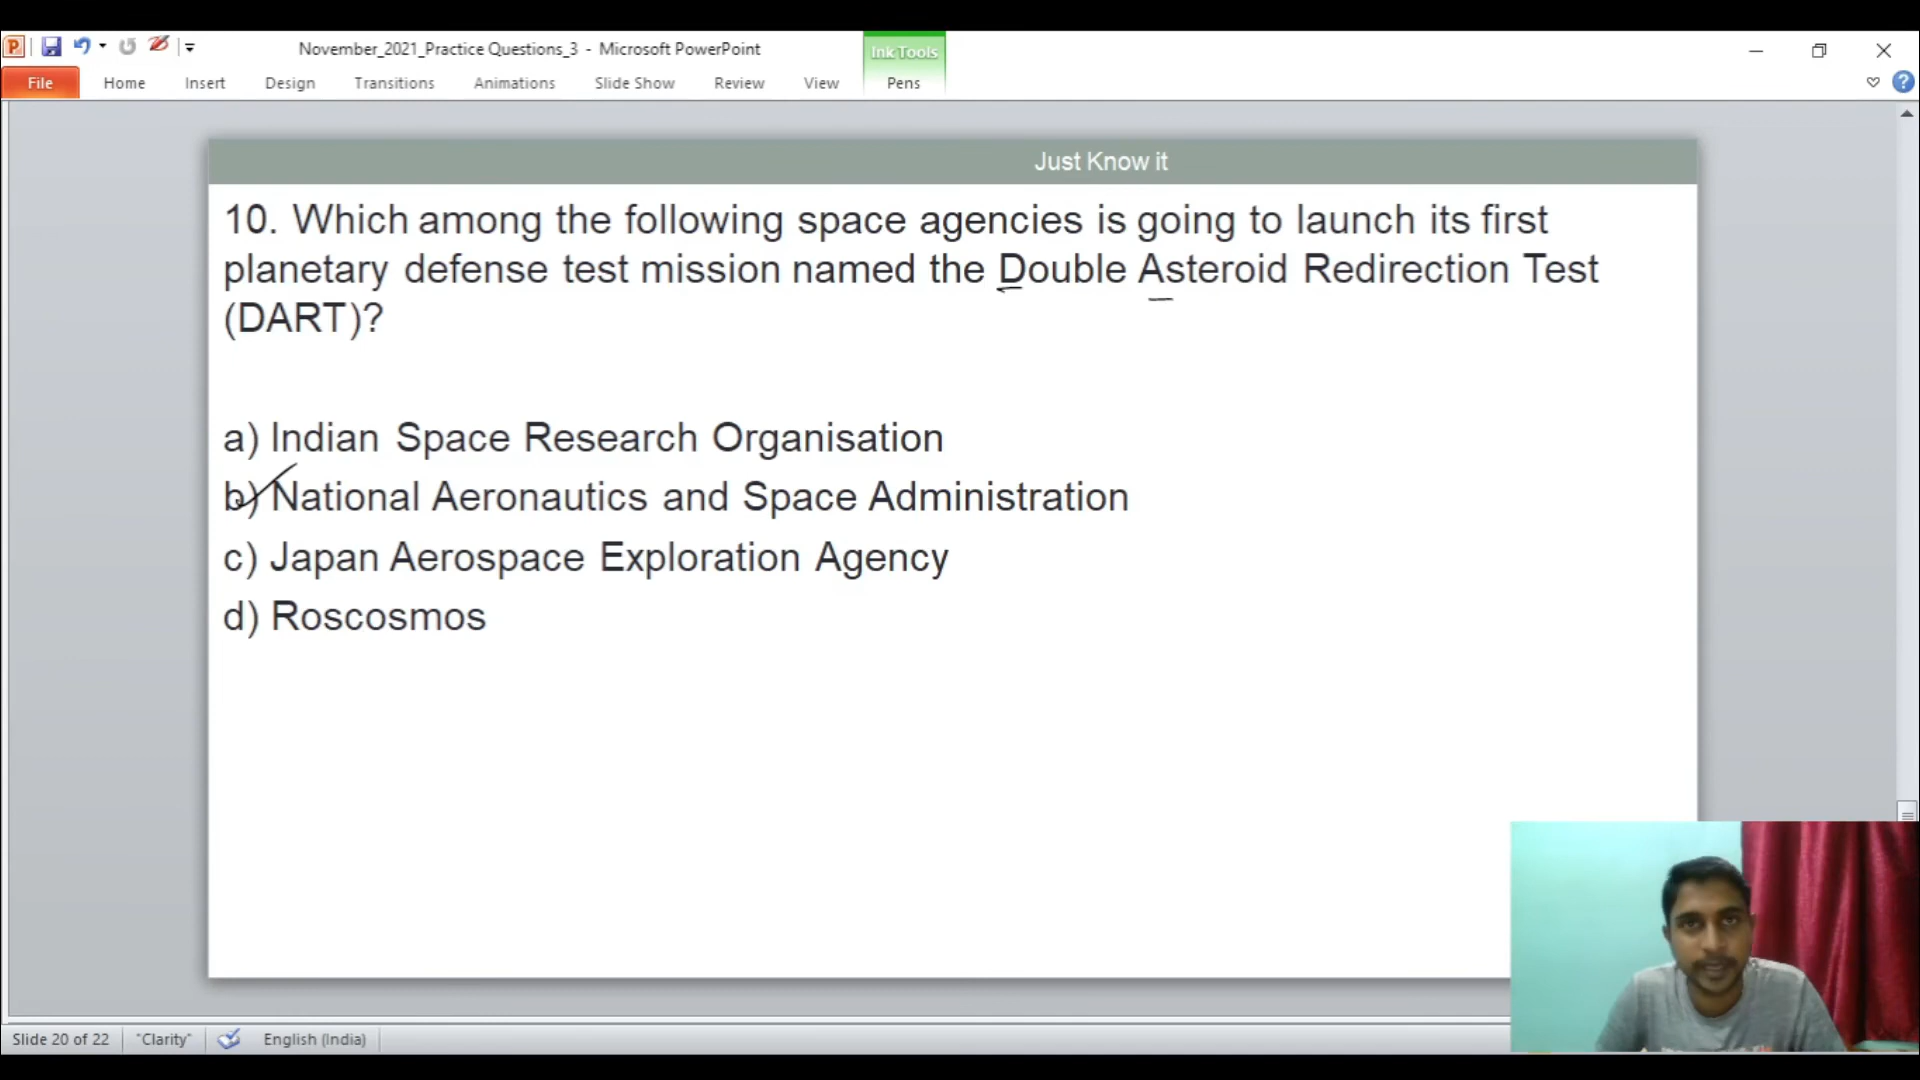 November_2021_Practice Questions_3 - Microsoft PowerPoint
Ink Tools
File Home Insert Design Transitions Animations Slide Show Review View Pens
Just Know it
10. Which among the following space agencies is going to launch its first
planetary defense test mission named the Double Asteroid Redirection Test
(DART)?
a) Indian Space Research Organisation
b) National Aeronautics and Space Administration
c) Japan Aerospace Exploration Agency
d) Roscosmos
Slide 20 of 22 "Clarity" English (India)